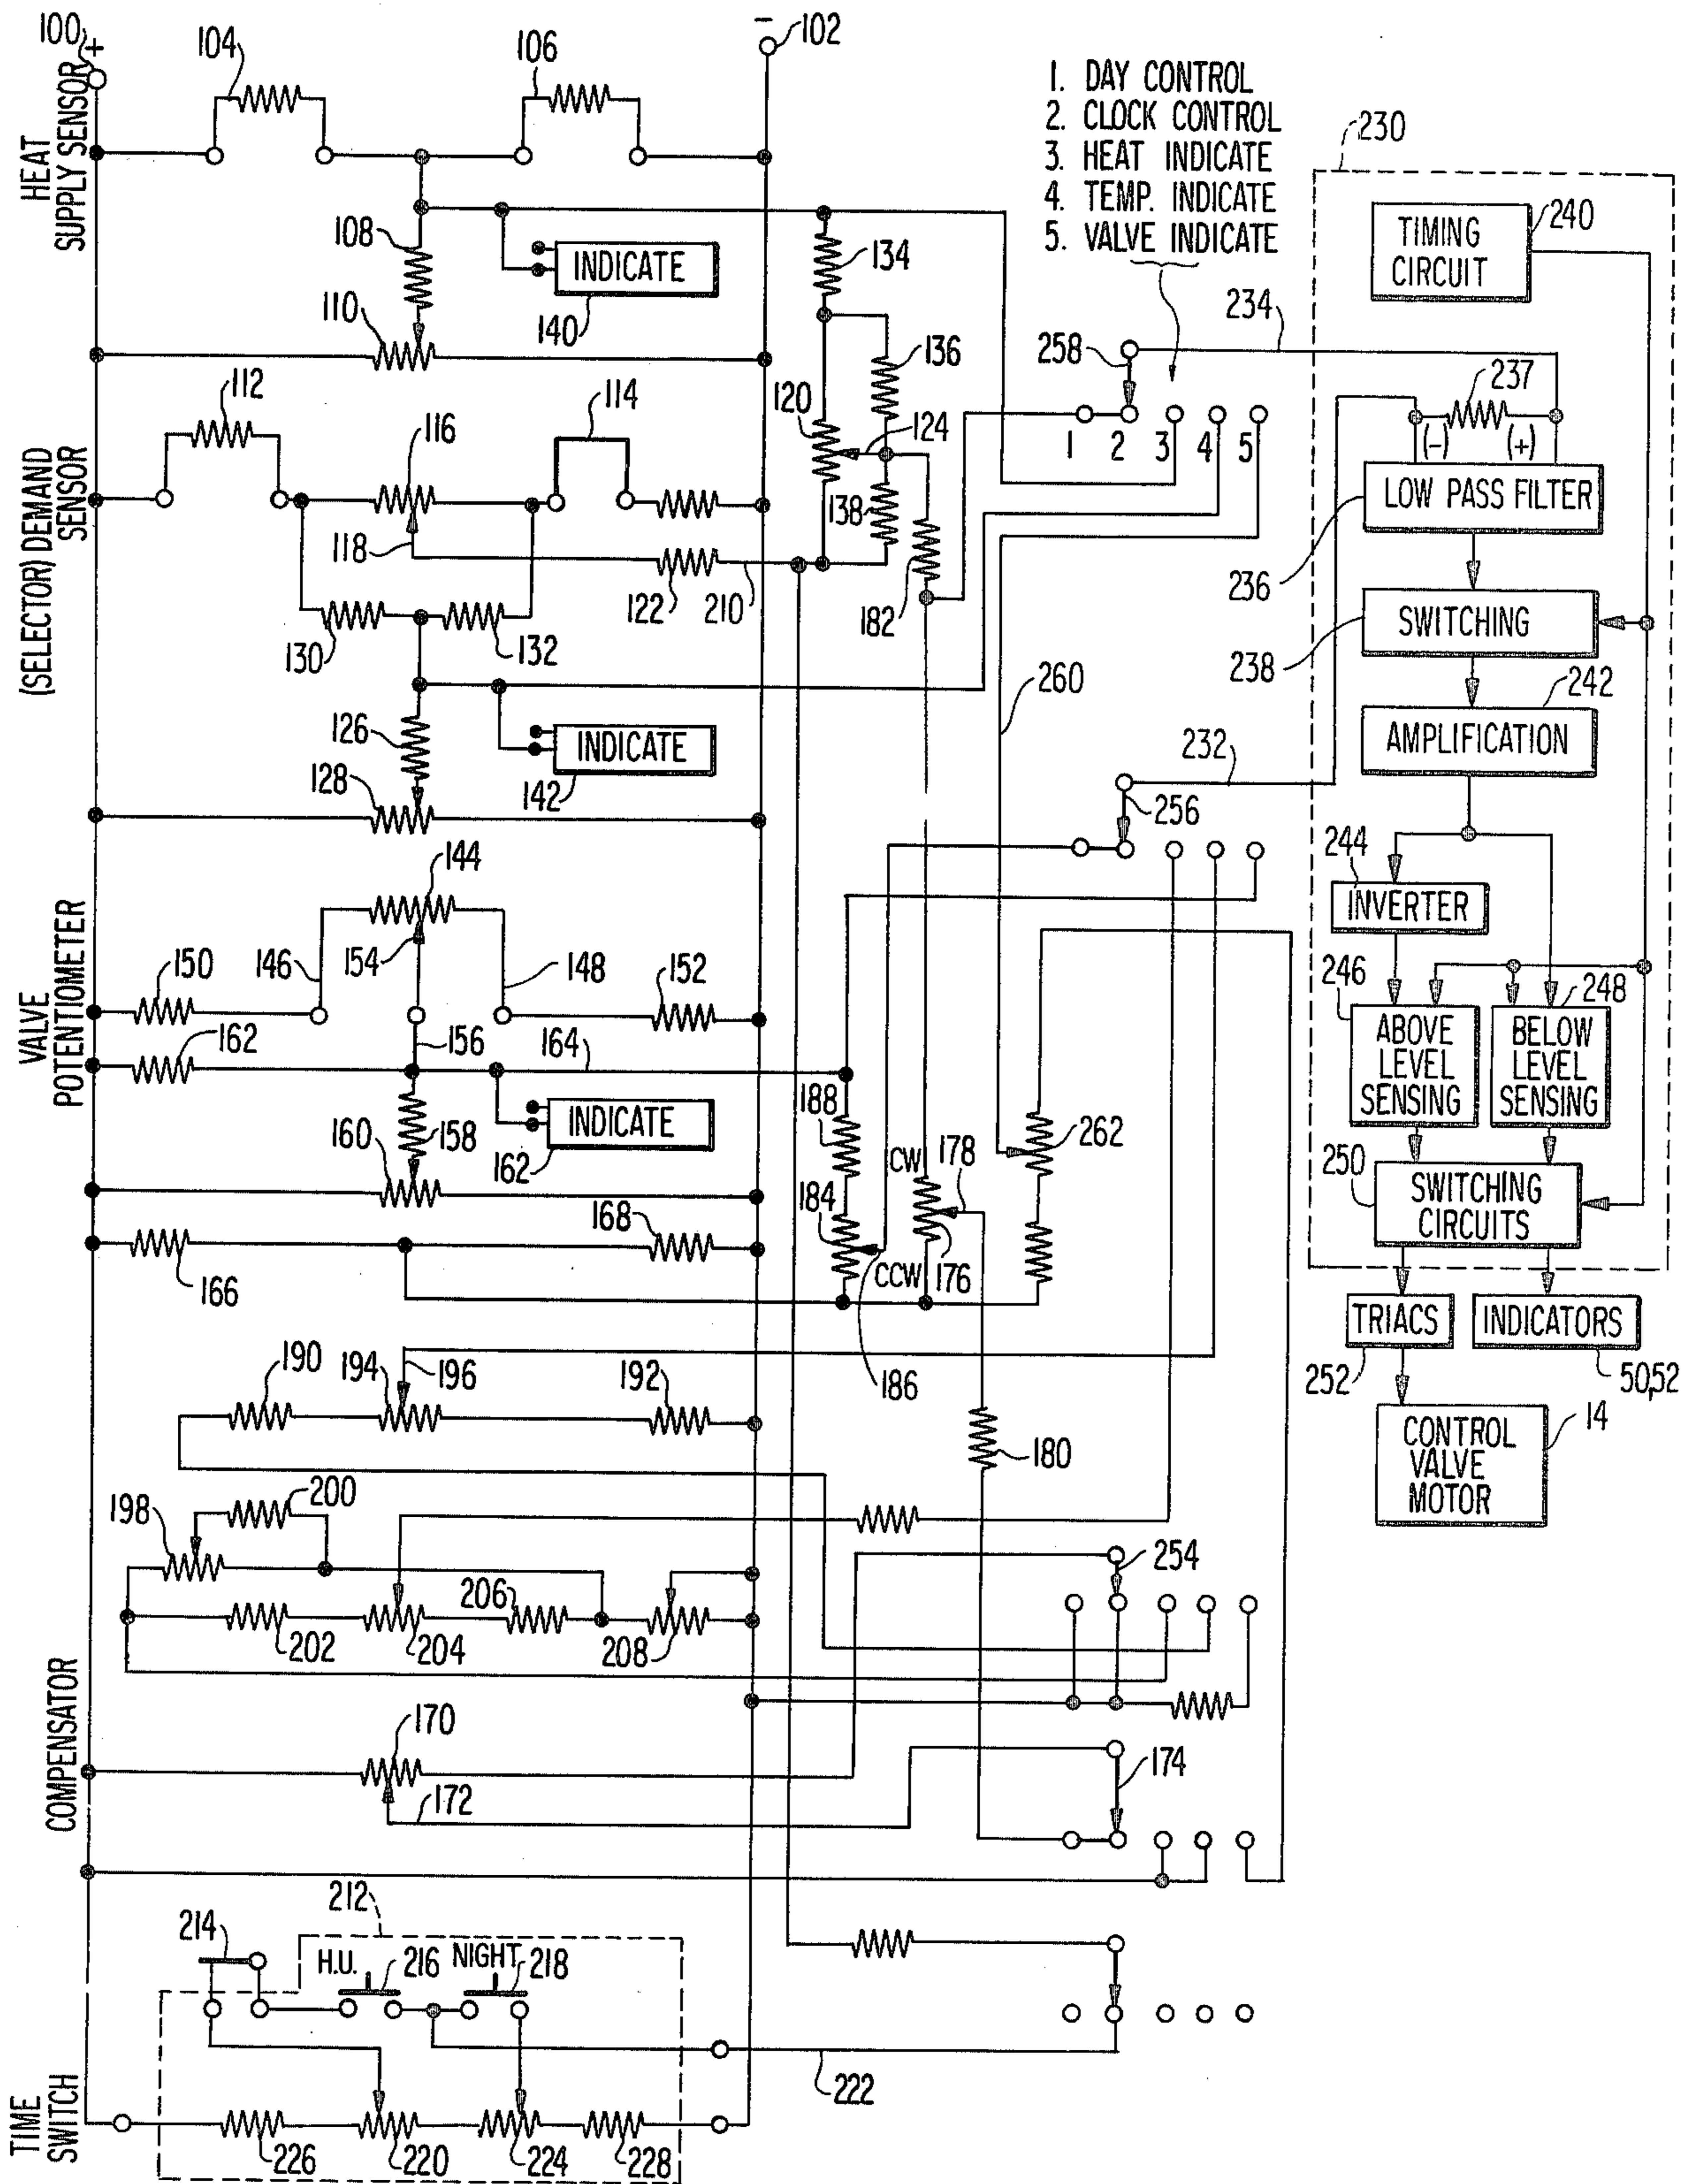 100
+
104
106
−
102
HEAT
SUPPLY SENSOR
1. DAY CONTROL
2. CLOCK CONTROL
3. HEAT INDICATE
4. TEMP. INDICATE
5. VALVE INDICATE
230
TIMING
CIRCUIT
240
108
INDICATE
140
134
110
234
136
258
237
112
116
114
120
124
1 2 3 4 5
(−) (+)
LOW PASS FILTER
(SELECTOR) DEMAND
SENSOR
118
138
122
210
182
236
SWITCHING
130
132
238
260
242
126
INDICATE
142
AMPLIFICATION
128
232
256
144
244
INVERTER
VALVE
POTENTIOMETER
150
146
154
148
152
246
248
162
156
164
ABOVE
LEVEL
SENSING
BELOW
LEVEL
SENSING
188
158
INDICATE
162
160
262
CW
178
250
SWITCHING
CIRCUITS
184
168
166
CCW
176
TRIACS
INDICATORS
190
194
196
192
186
252
50,52
180
CONTROL
VALVE
MOTOR
14
198
200
254
206
202
204
208
COMPENSATOR
170
174
172
212
214
H.U.
216
NIGHT
218
222
TIME
SWITCH
226
220
224
228